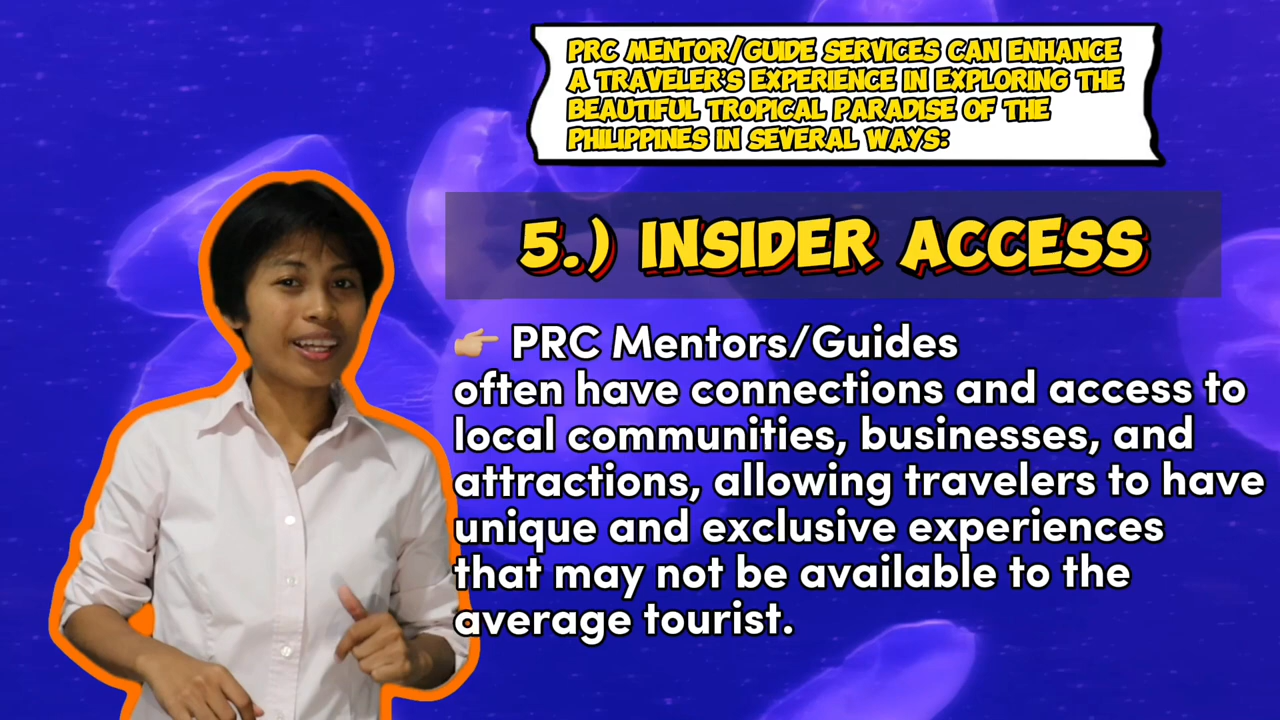 PRC MENTOR/GUIDE SERVICES CAN ENHANCE
A TRAVELER'S EXPERIENCE IN EXPLORING THE
BEAUTIFUL TROPICAL PARADISE OF THE
PHILIPPINES IN SEVERAL WAYS:
5.) INSIDER ACCESS
👉🏼 PRC Mentors/Guides
often have connections and access to
local communities, businesses, and
attractions, allowing travelers to have
unique and exclusive experiences
that may not be available to the
average tourist.